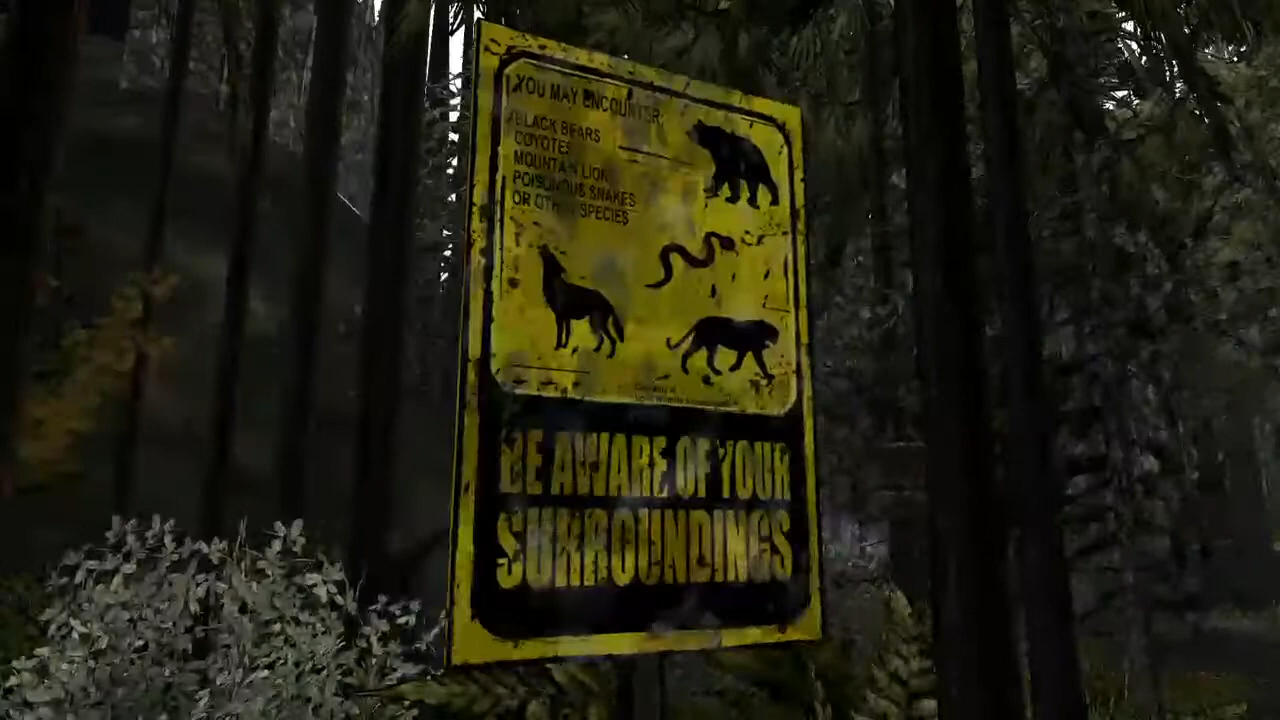 YOU MAY ENCOUNTER:
BLACK BEARS
COYOTES
MOUNTAIN LION
POISONOUS SNAKES
OR OTHER SPECIES
BE AWARE OF YOUR
SURROUNDINGS